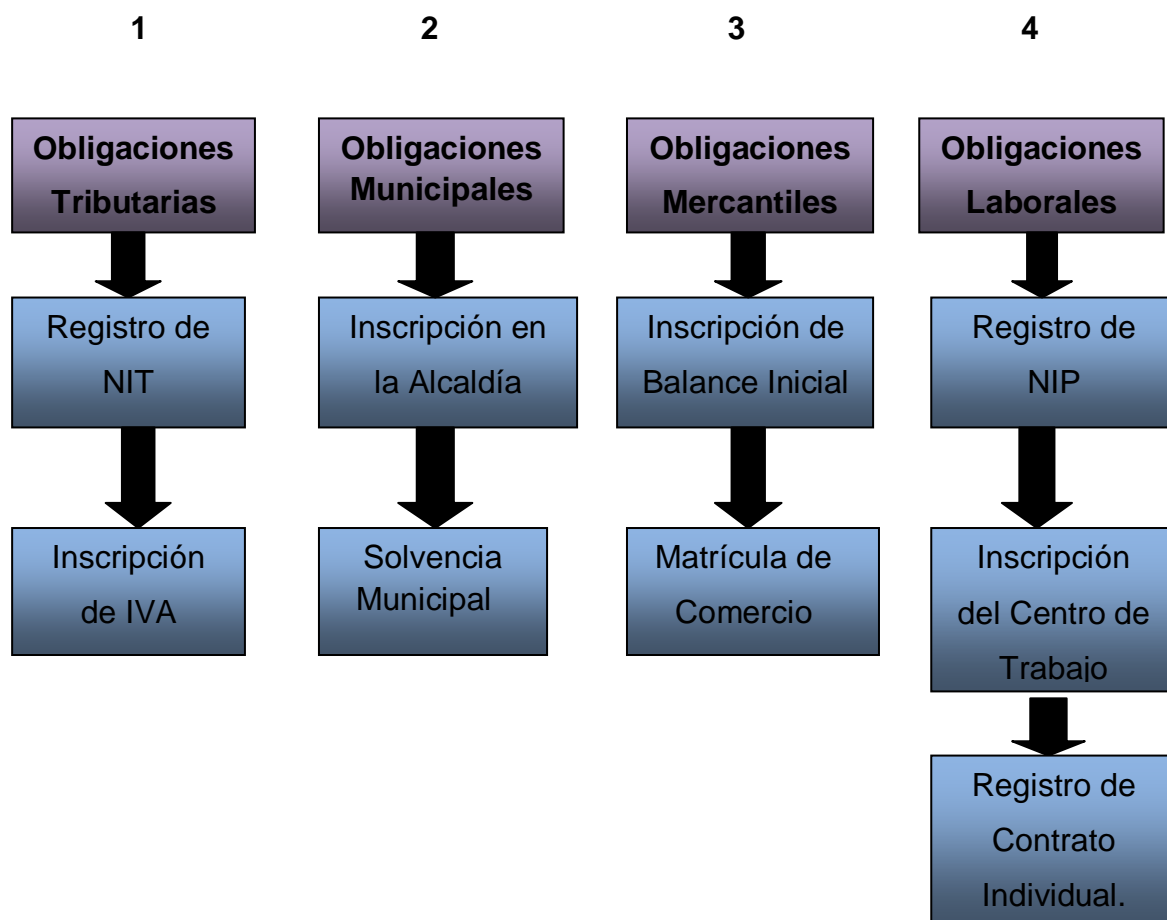 1
2
3
4
Obligaciones
Tributarias
Registro de
NIT
Inscripción
de IVA
Obligaciones
Municipales
Inscripción en
la Alcaldía
Solvencia
Municipal
Obligaciones
Mercantiles
Inscripción de
Balance Inicial
Matrícula de
Comercio
Obligaciones
Laborales
Registro de
NIP
Inscripción
del Centro de
Trabajo
Registro de
Contrato
Individual.